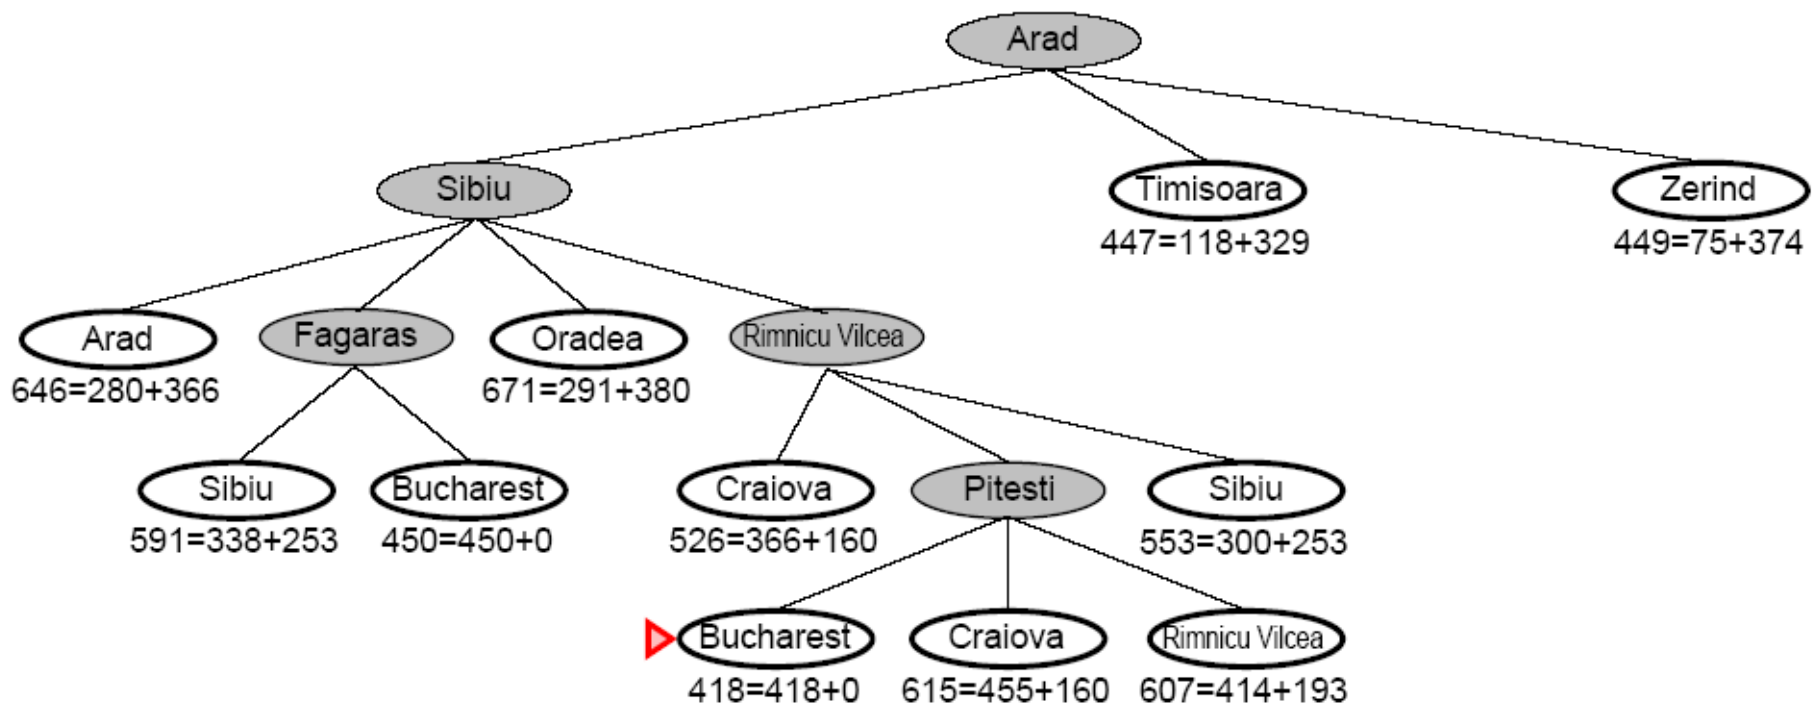 Arad
Sibiu
Timisoara
Zerind
447=118+329
449=75+374
Arad
Fagaras
Oradea
Rimnicu Vilcea
646=280+366
671=291+380
Sibiu
Bucharest
Craiova
Pitesti
Sibiu
591=338+253
450=450+0
526=366+160
553=300+253
Bucharest
Craiova
Rimnicu Vilcea
418=418+0
615=455+160
607=414+193